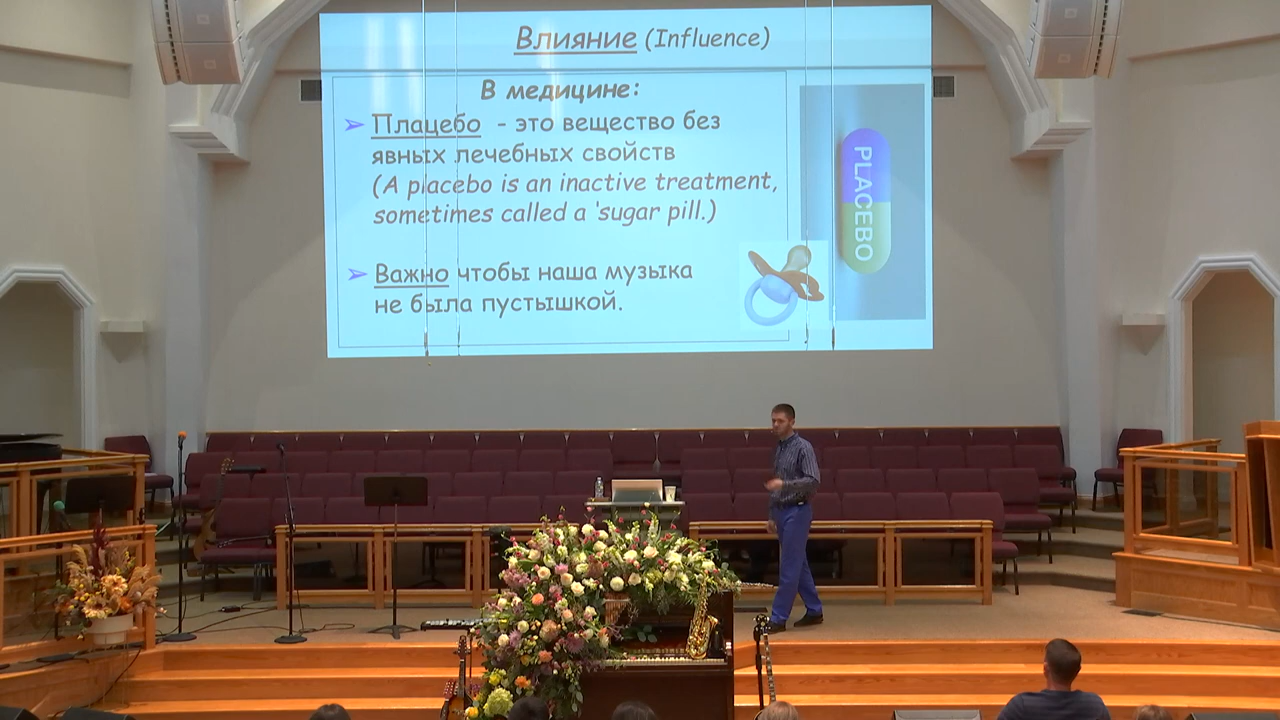 Влияние (Influence)
В медицине:
Плацебо - это вещество без
явных лечебных свойств
(A placebo is an inactive treatment,
sometimes called a 'sugar pill.)
Важно чтобы наша музыка
не была пустышкой.
PLACEBO